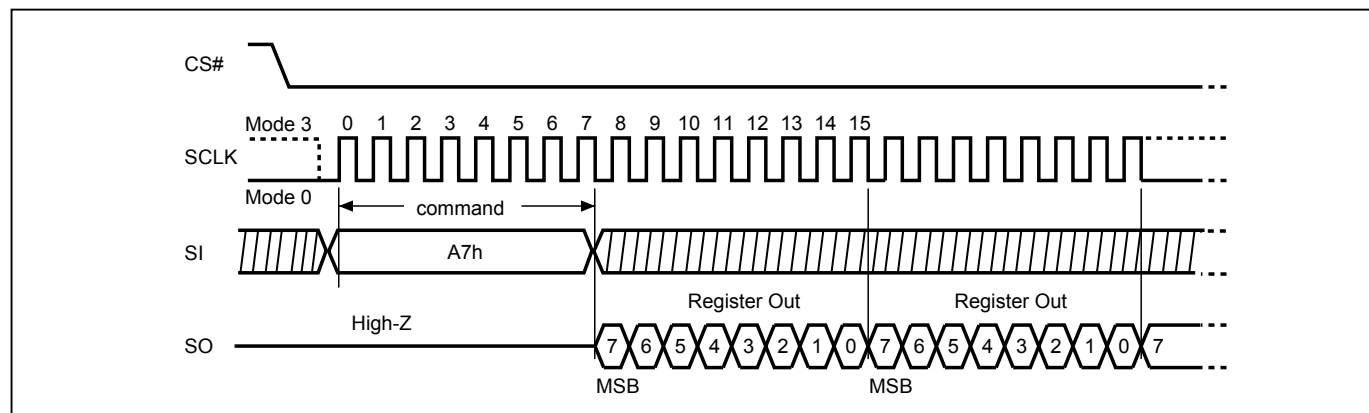 CS#
Mode 3 0 1 2 3 4 5 6 7 8 9 10 11 12 13 14 15
SCLK
Mode 0
command
SI A7h
Register Out Register Out
High-Z
SO 7 6 5 4 3 2 1 0 7 6 5 4 3 2 1 0 7
MSB MSB